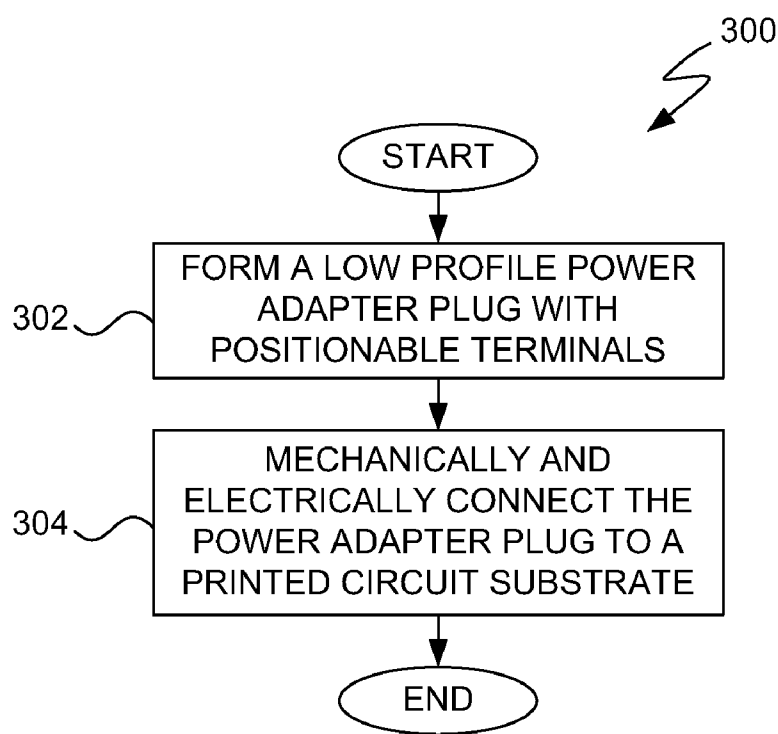 300
START
FORM A LOW PROFILE POWER
ADAPTER PLUG WITH
POSITIONABLE TERMINALS
302
MECHANICALLY AND
ELECTRICALLY CONNECT THE
POWER ADAPTER PLUG TO A
PRINTED CIRCUIT SUBSTRATE
304
END